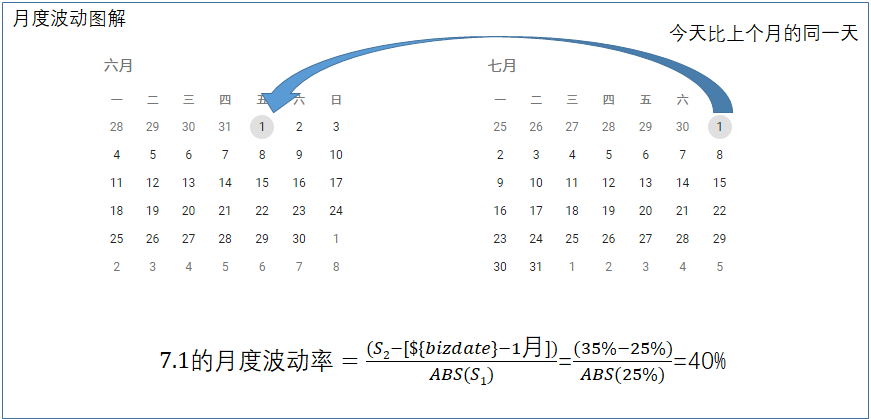 月度波动图解
今天比上个月的同一天
六月
一 二 三 四 五 六 日
28 29 30 31 1 2 3
4 5 6 7 8 9 10
11 12 13 14 15 16 17
18 19 20 21 22 23 24
25 26 27 28 29 30 1
2 3 4 5 6 7 8
七月
一 二 三 四 五 六
25 26 27 28 29 30 1
2 3 4 5 6 7 8
9 10 11 12 13 14 15
16 17 18 19 20 21 22
23 24 25 26 27 28 29
30 31 1 2 3 4 5
7.1的月度波动率 = (S₂−[${bizdate}−1月])/ABS(S₁)=(35%−25%)/ABS(25%)=40%